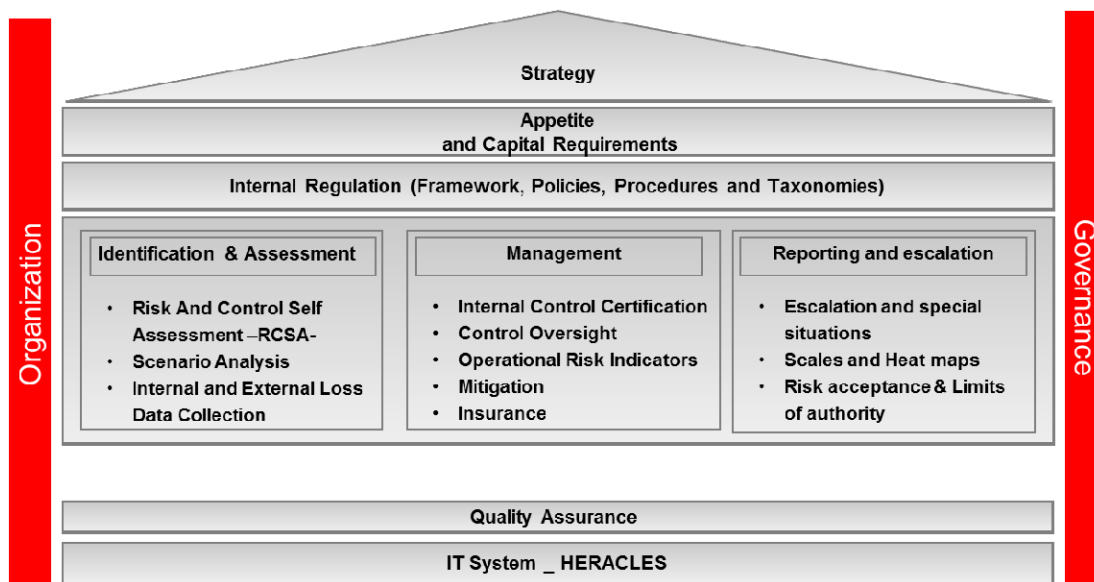 Strategy
Appetite
and Capital Requirements
Internal Regulation (Framework, Policies, Procedures and Taxonomies)
Organization
Identification & Assessment
• Risk And Control Self
Assessment –RCSA-
• Scenario Analysis
• Internal and External Loss
Data Collection
Management
• Internal Control Certification
• Control Oversight
• Operational Risk Indicators
• Mitigation
• Insurance
Reporting and escalation
• Escalation and special
situations
• Scales and Heat maps
• Risk acceptance & Limits
of authority
Governance
Quality Assurance
IT System _ HERACLES